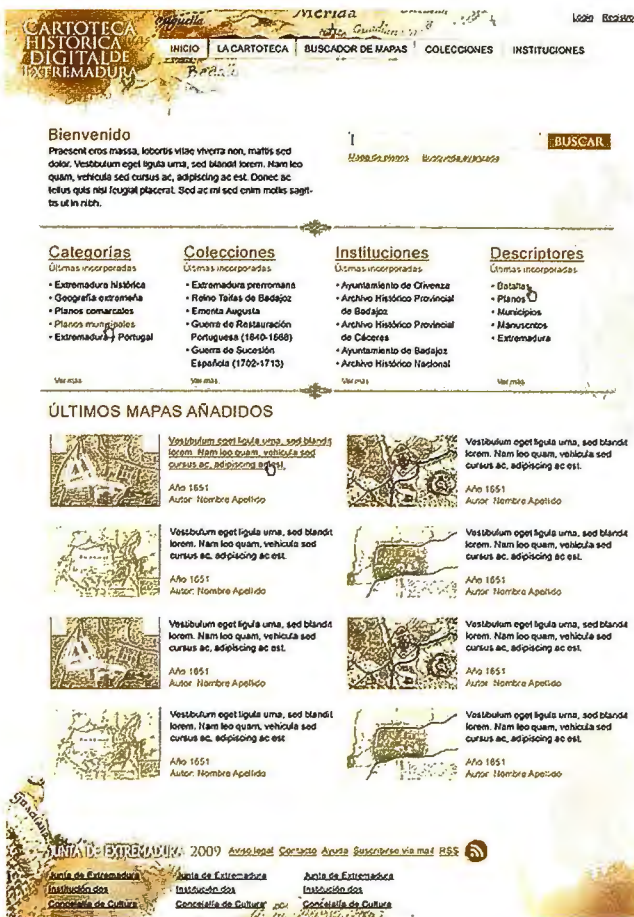 Mérida
Login Registro
CARTOTECA
HISTÓRICA
DIGITAL DE
EXTREMADURA
INICIO LA CARTOTECA BUSCADOR DE MAPAS COLECCIONES INSTITUCIONES
Bienvenido
Praesent eros massa, lobortis vitae viverra non, mattis sed
dolor. Vestibulum eget ligula urna, sed blandit lorem. Nam leo
quam, vehicula sed cursus ac, adipiscing ac est. Donec ac
tellus quis nisl feugiat placerat. Sed ac mi sed enim mollis sagit-
tis ut in nibh.
BUSCAR
Categorías
Últimas incorporadas
• Extremadura histórica
• Geografía extremeña
• Planos comarcales
• Planos municipales
• Extremadura y Portugal
Ver más
Colecciones
Últimas incorporadas
• Extremadura prerromana
• Reino Taifas de Badajoz
• Emerita Augusta
• Guerra de Restauración
Portuguesa (1640-1668)
• Guerra de Sucesión
Española (1702-1713)
Ver más
Instituciones
Últimas incorporadas
• Ayuntamiento de Olivenza
• Archivo Histórico Provincial
de Badajoz
• Archivo Histórico Provincial
de Cáceres
• Ayuntamiento de Badajoz
• Archivo Histórico Nacional
Ver más
Descriptores
Últimas incorporadas
• Batallas
• Planos
• Municipios
• Manuscritos
• Extremadura
Ver más
ÚLTIMOS MAPAS AÑADIDOS
Vestibulum eget ligula urna, sed blandit
lorem. Nam leo quam, vehicula sed
cursus ac, adipiscing ac est.
Año 1651
Autor: Nombre Apellido
Vestibulum eget ligula urna, sed blandit
lorem. Nam leo quam, vehicula sed
cursus ac, adipiscing ac est.
Año 1651
Autor: Nombre Apellido
Vestibulum eget ligula urna, sed blandit
lorem. Nam leo quam, vehicula sed
cursus ac, adipiscing ac est.
Año 1651
Autor: Nombre Apellido
Vestibulum eget ligula urna, sed blandit
lorem. Nam leo quam, vehicula sed
cursus ac, adipiscing ac est.
Año 1651
Autor: Nombre Apellido
Vestibulum eget ligula urna, sed blandit
lorem. Nam leo quam, vehicula sed
cursus ac, adipiscing ac est.
Año 1651
Autor: Nombre Apellido
Vestibulum eget ligula urna, sed blandit
lorem. Nam leo quam, vehicula sed
cursus ac, adipiscing ac est.
Año 1651
Autor: Nombre Apellido
Vestibulum eget ligula urna, sed blandit
lorem. Nam leo quam, vehicula sed
cursus ac, adipiscing ac est.
Año 1651
Autor: Nombre Apellido
Vestibulum eget ligula urna, sed blandit
lorem. Nam leo quam, vehicula sed
cursus ac, adipiscing ac est.
Año 1651
Autor: Nombre Apellido
JUNTA DE EXTREMADURA 2009 Aviso legal Contacto Ayuda Suscribirse vía mail RSS
Junta de Extremadura Junta de Extremadura Junta de Extremadura
Institución dos Institución dos Institución dos
Concejalía de Cultura Concejalía de Cultura Concejalía de Cultura